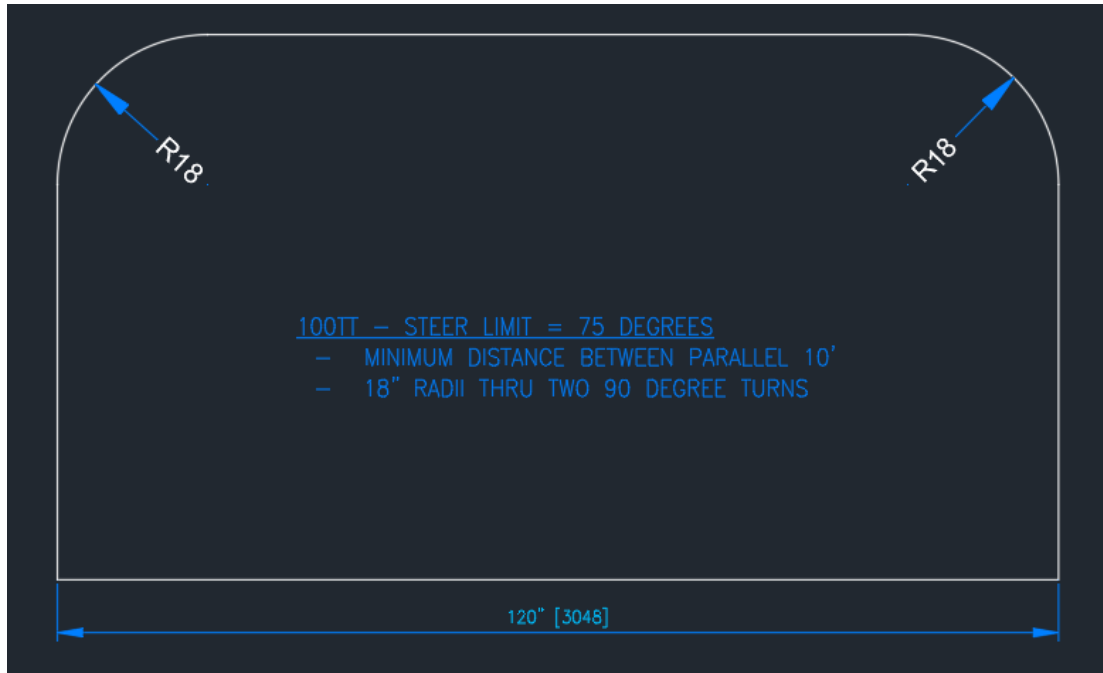 R18
R18
100TT – STEER LIMIT = 75 DEGREES
– MINIMUM DISTANCE BETWEEN PARALLEL 10'
– 18" RADII THRU TWO 90 DEGREE TURNS
120" [3048]